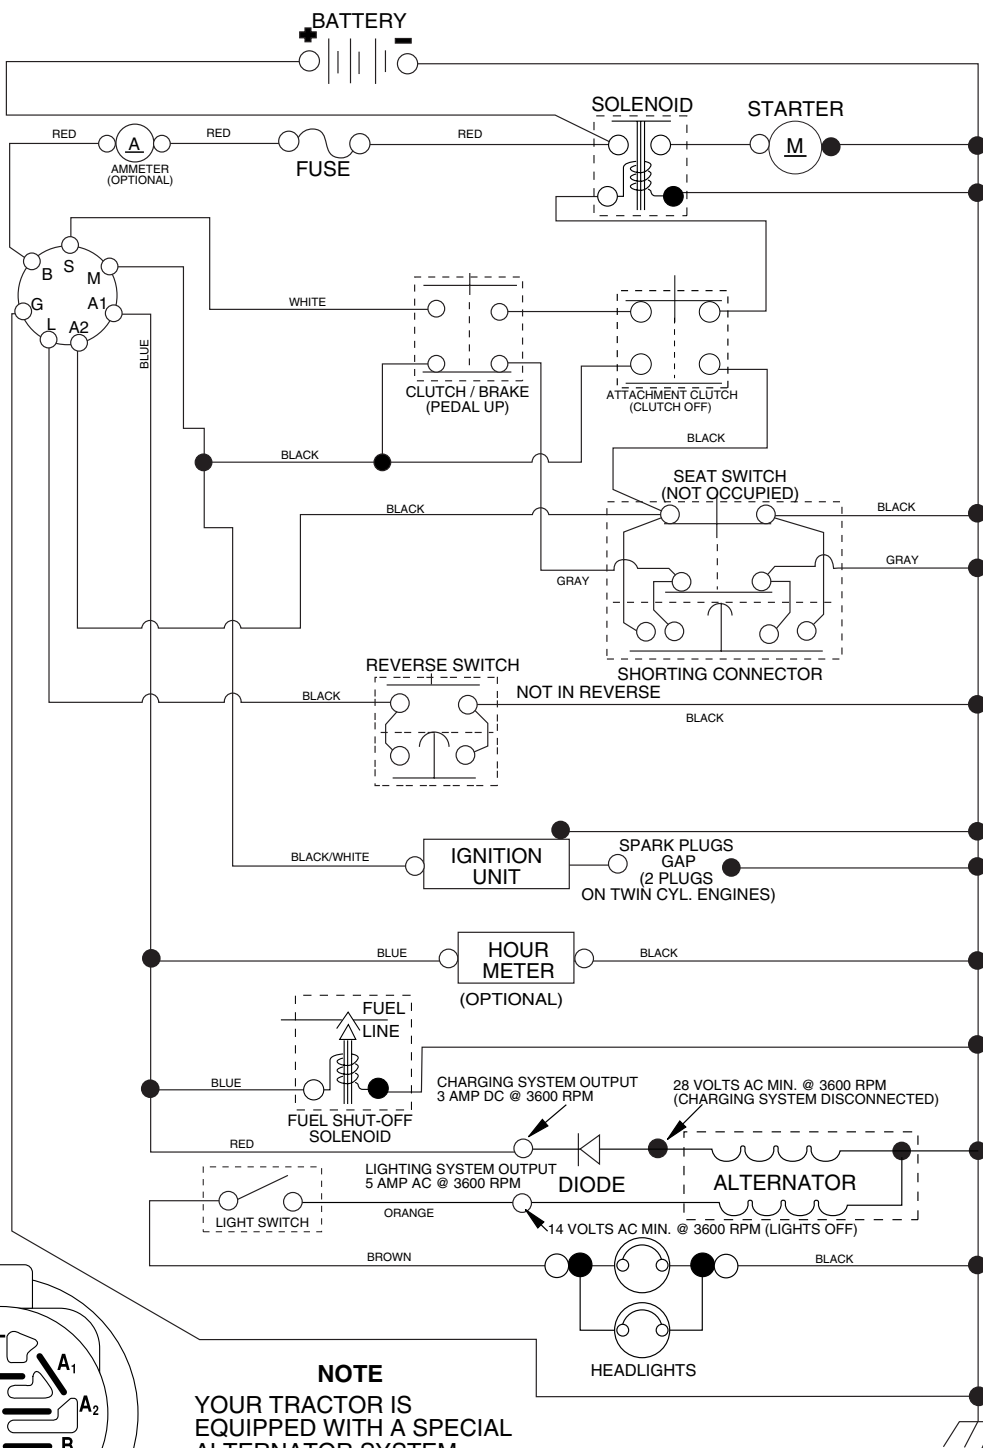 BATTERY
SOLENOID
STARTER
RED
A
RED
RED
M
AMMETER
(OPTIONAL)
FUSE
B
S
M
G
A1
L
A2
WHITE
BLUE
CLUTCH / BRAKE
(PEDAL UP)
ATTACHMENT CLUTCH
(CLUTCH OFF)
BLACK
BLACK
SEAT SWITCH
(NOT OCCUPIED)
BLACK
BLACK
GRAY
GRAY
SHORTING CONNECTOR
REVERSE SWITCH
BLACK
NOT IN REVERSE
BLACK
BLACK/WHITE
IGNITION
UNIT
SPARK PLUGS
GAP
(2 PLUGS
ON TWIN CYL. ENGINES)
BLUE
HOUR
METER
BLACK
(OPTIONAL)
FUEL
LINE
BLUE
FUEL SHUT-OFF
SOLENOID
CHARGING SYSTEM OUTPUT
3 AMP DC @ 3600 RPM
28 VOLTS AC MIN. @ 3600 RPM
(CHARGING SYSTEM DISCONNECTED)
RED
LIGHTING SYSTEM OUTPUT
5 AMP AC @ 3600 RPM
DIODE
ALTERNATOR
LIGHT SWITCH
ORANGE
14 VOLTS AC MIN. @ 3600 RPM (LIGHTS OFF)
BROWN
BLACK
HEADLIGHTS
A1
A2
B
NOTE
YOUR TRACTOR IS
EQUIPPED WITH A SPECIAL
ALTERNATOR SYSTEM